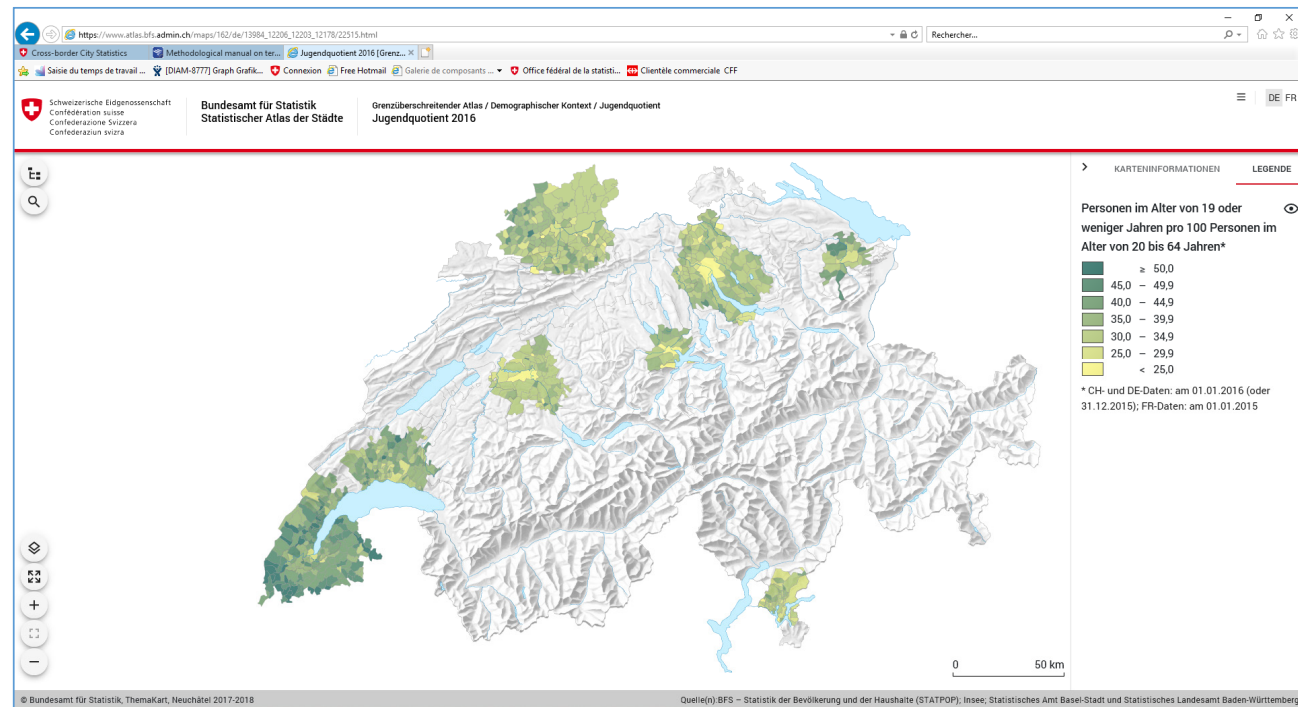 https://www.atlas.bfs.admin.ch/maps/162/de/13984_12206_12203_12178/22515.html
Rechercher...
Cross-border City Statistics
Methodological manual on ter...
Jugendquotient 2016 [Grenz...
Saisie du temps de travail ...
[DIAM-8777] Graph Grafik...
Connexion
Free Hotmail
Galerie de composants ...
Office fédéral de la statisti...
Clientèle commerciale CFF
Schweizerische Eidgenossenschaft
Confédération suisse
Confederazione Svizzera
Confederaziun svizra
Bundesamt für Statistik
Statistischer Atlas der Städte
Grenzüberschreitender Atlas / Demographischer Kontext / Jugendquotient
Jugendquotient 2016
DE FR
KARTENINFORMATIONEN
LEGENDE
Personen im Alter von 19 oder
weniger Jahren pro 100 Personen im
Alter von 20 bis 64 Jahren*
≥ 50,0
45,0 – 49,9
40,0 – 44,9
35,0 – 39,9
30,0 – 34,9
25,0 – 29,9
< 25,0
* CH- und DE-Daten: am 01.01.2016 (oder
31.12.2015); FR-Daten: am 01.01.2015
0 50 km
© Bundesamt für Statistik, ThemaKart, Neuchâtel 2017-2018
Quelle(n):BFS – Statistik der Bevölkerung und der Haushalte (STATPOP); Insee; Statistisches Amt Basel-Stadt und Statistisches Landesamt Baden-Württemberg